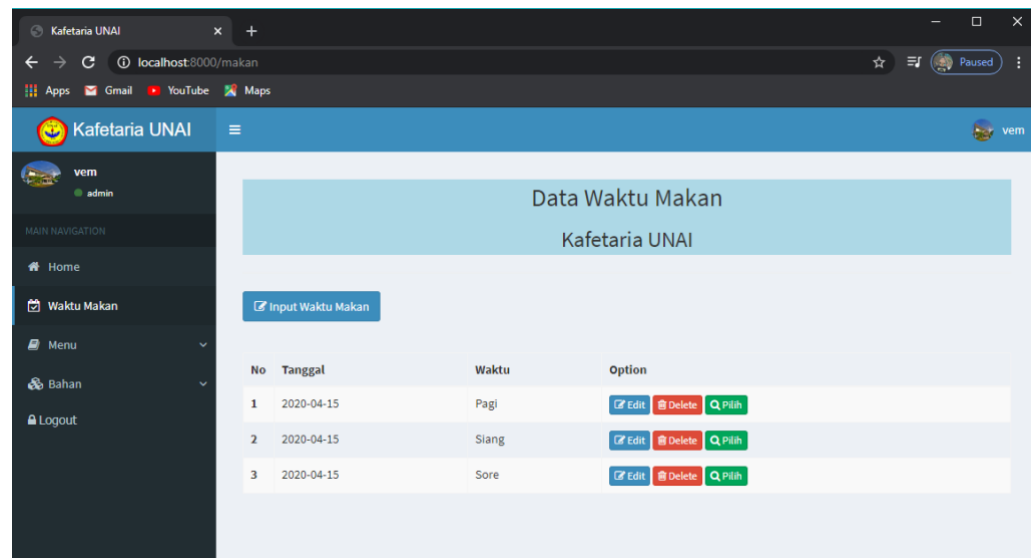 Kafetaria UNAI
localhost:8000/makan
Paused
Apps Gmail YouTube Maps
Kafetaria UNAI
vem
vem
admin
MAIN NAVIGATION
Home
Waktu Makan
Menu
Bahan
Logout
Data Waktu Makan
Kafetaria UNAI
Input Waktu Makan
No Tanggal Waktu Option
1 2020-04-15 Pagi Edit Delete Pilih
2 2020-04-15 Siang Edit Delete Pilih
3 2020-04-15 Sore Edit Delete Pilih